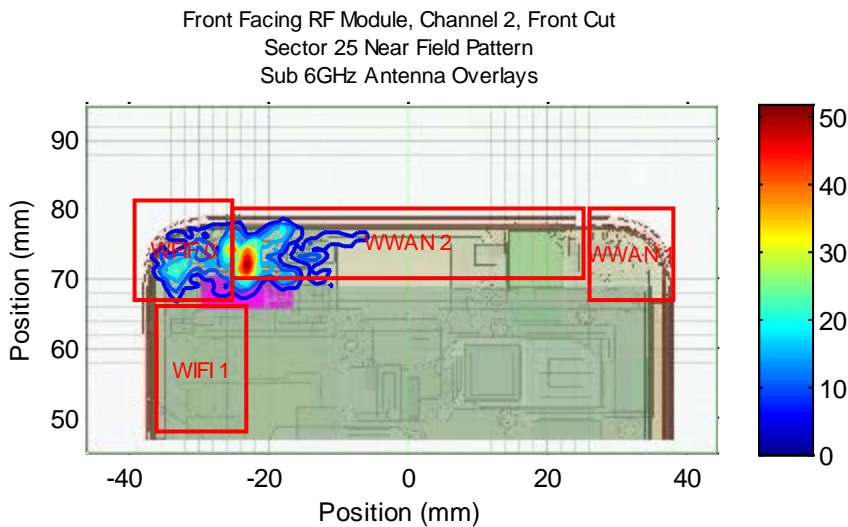 Front Facing RF Module, Channel 2, Front Cut
Sector 25 Near Field Pattern
Sub 6GHz Antenna Overlays
90
80
70
60
50
Position (mm)
WIFI 0
WWAN 2
WWAN 1
WIFI 1
-40
-20
0
20
40
Position (mm)
50
40
30
20
10
0